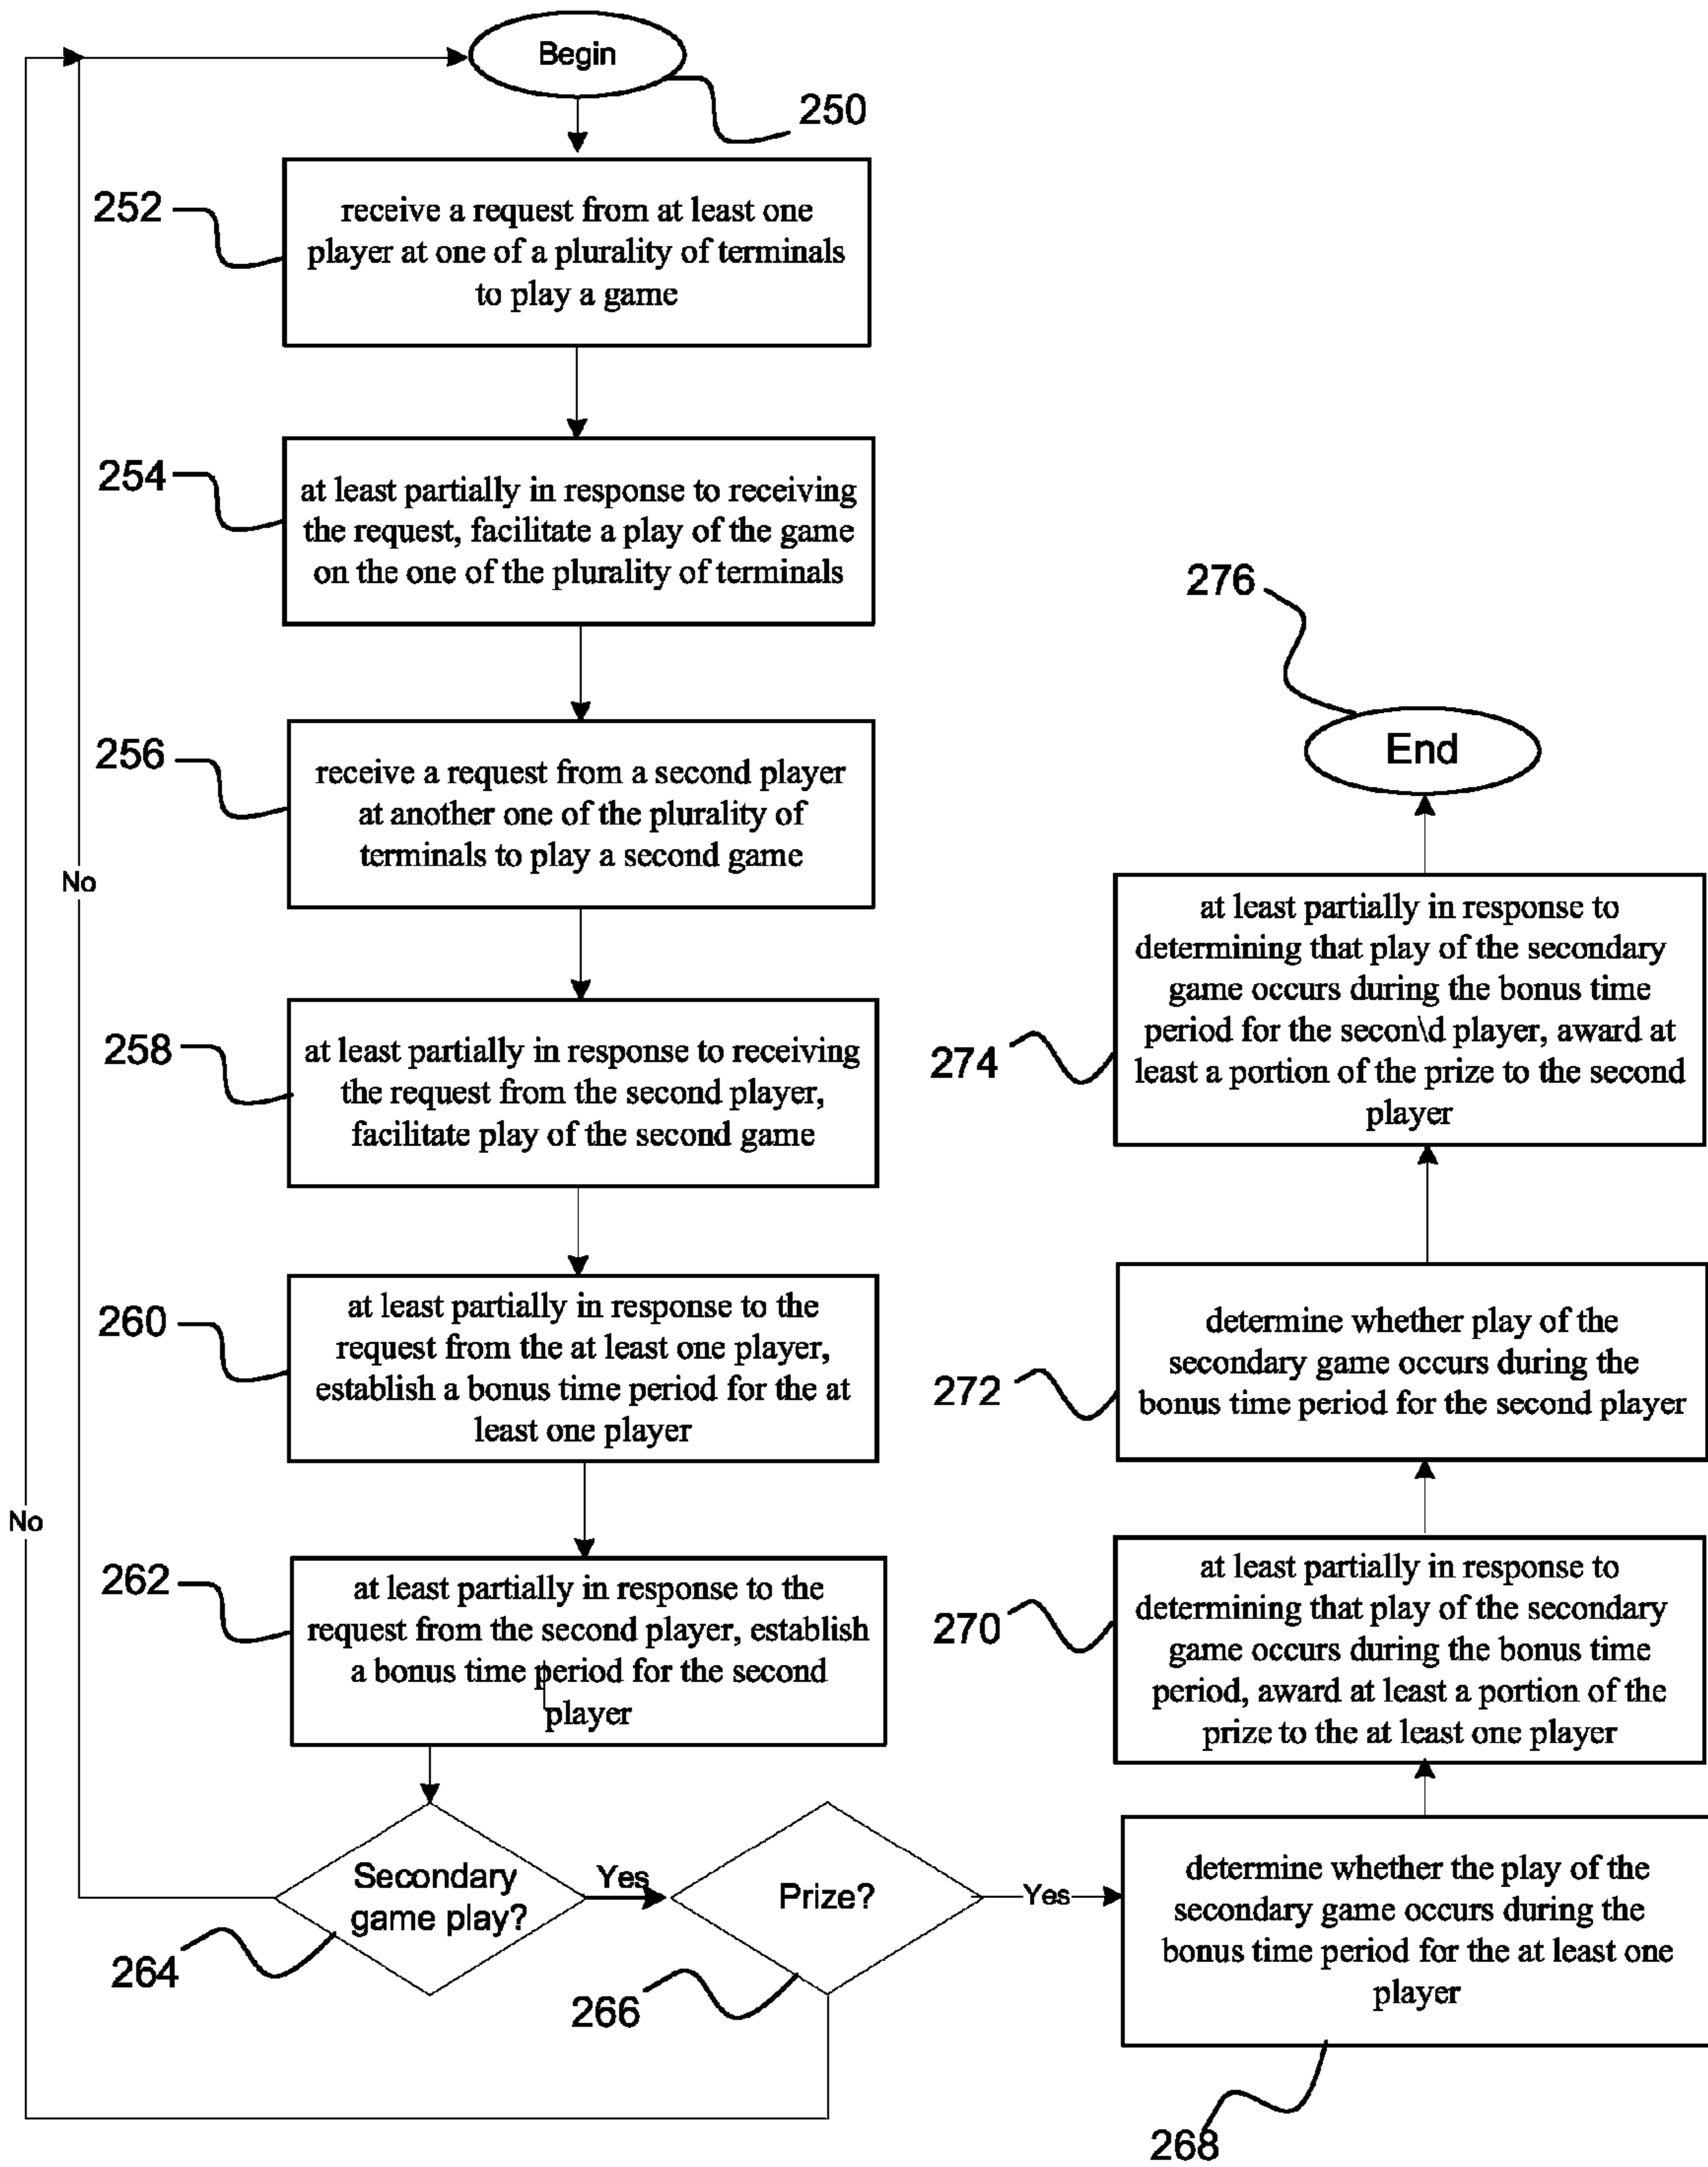 Begin
250
252
receive a request from at least one
player at one of a plurality of terminals
to play a game
254
at least partially in response to receiving
the request, facilitate a play of the game
on the one of the plurality of terminals
256
receive a request from a second player
at another one of the plurality of
terminals to play a second game
258
at least partially in response to receiving
the request from the second player,
facilitate play of the second game
260
at least partially in response to the
request from the at least one player,
establish a bonus time period for the at
least one player
262
at least partially in response to the
request from the second player, establish
a bonus time period for the second
player
No
No
Secondary
game play?
264
Yes
Prize?
266
Yes
determine whether the play of the
secondary game occurs during the
bonus time period for the at least one
player
268
270
at least partially in response to
determining that play of the secondary
game occurs during the bonus time
period, award at least a portion of the
prize to the at least one player
272
determine whether play of the
secondary game occurs during the
bonus time period for the second player
274
at least partially in response to
determining that play of the secondary
game occurs during the bonus time
period for the secon\d player, award at
least a portion of the prize to the second
player
276
End